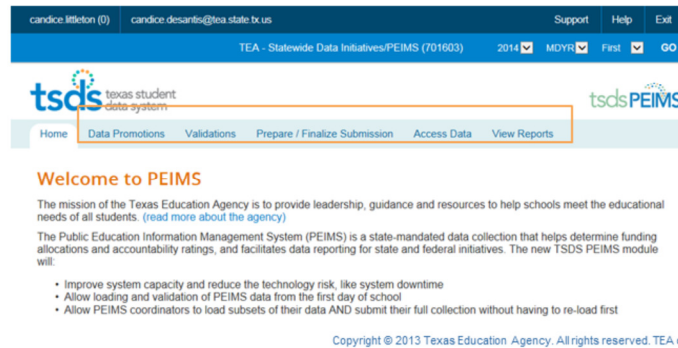 candice.littleton (0) candice.desantis@tea.state.tx.us Support Help Exit
TEA - Statewide Data Initiatives/PEIMS (701603) 2014 MDYR First GO
tsds texas student
data system
tsds PEIMS
Home Data Promotions Validations Prepare / Finalize Submission Access Data View Reports
Welcome to PEIMS
The mission of the Texas Education Agency is to provide leadership, guidance and resources to help schools meet the educational
needs of all students. (read more about the agency)
The Public Education Information Management System (PEIMS) is a state-mandated data collection that helps determine funding
allocations and accountability ratings, and facilitates data reporting for state and federal initiatives. The new TSDS PEIMS module
will:
• Improve system capacity and reduce the technology risk, like system downtime
• Allow loading and validation of PEIMS data from the first day of school
• Allow PEIMS coordinators to load subsets of their data AND submit their full collection without having to re-load first
Copyright © 2013 Texas Education Agency. All rights reserved. TEA